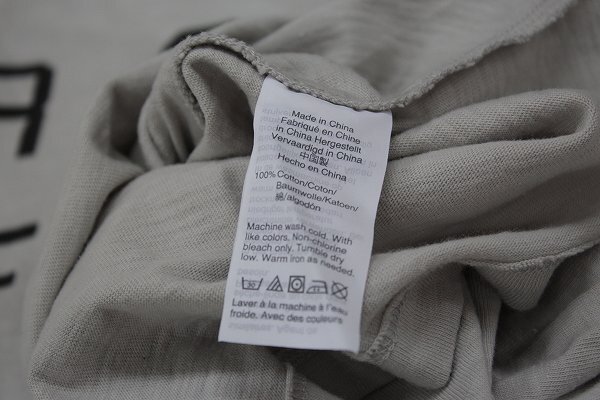 Made in China
Fabriqué en Chine
in China Hergestellt
Vervaardigd in China
中国製
Hecho en China
100% Cotton/Coton/
Baumwolle/Katoen/
綿/algodón
Machine wash cold. With
like colors. Non-chlorine
bleach only. Tumble dry
low. Warm iron as needed.
30
Laver à la machine à l'eau
froide. Avec des couleurs